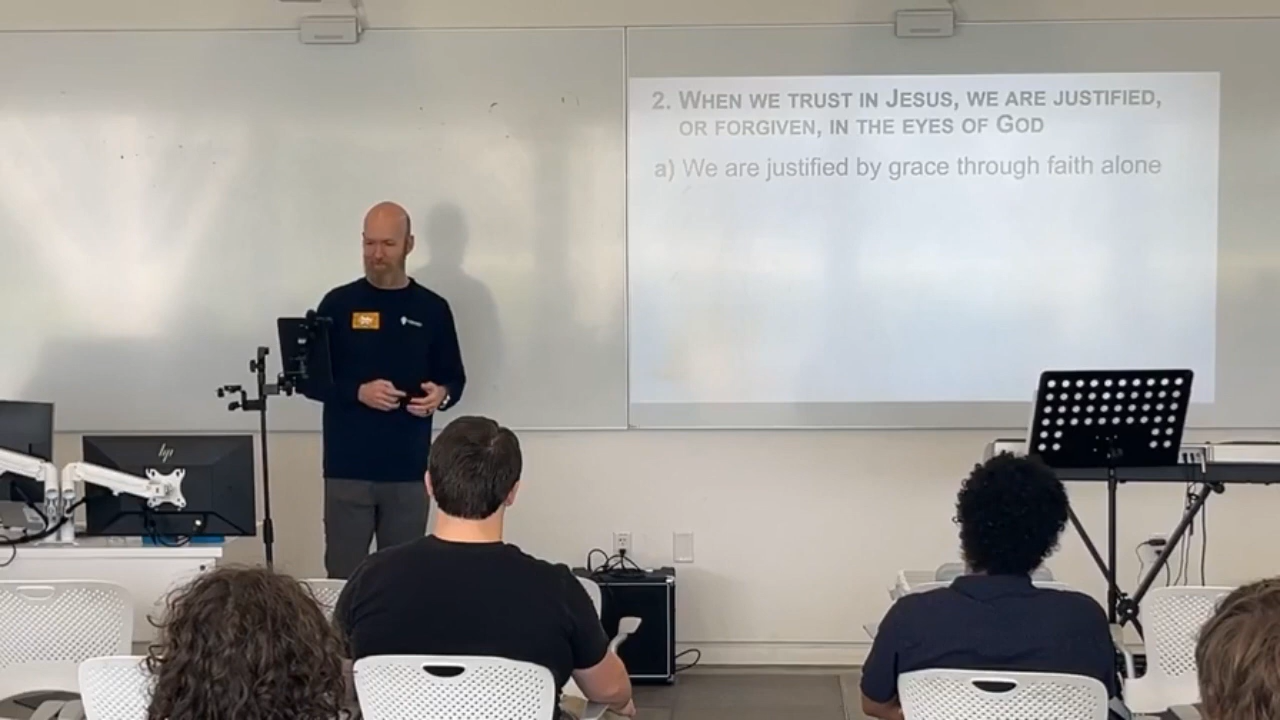 2. WHEN WE TRUST IN JESUS, WE ARE JUSTIFIED,
OR FORGIVEN, IN THE EYES OF GOD
a) We are justified by grace through faith alone
hp